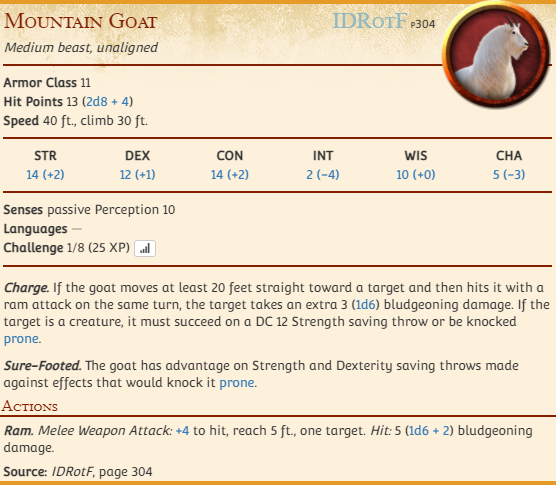 Mountain Goat IDRotF p304
Medium beast, unaligned
Armor Class 11
Hit Points 13 (2d8 + 4)
Speed 40 ft., climb 30 ft.
STR DEX CON INT WIS CHA
14 (+2) 12 (+1) 14 (+2) 2 (−4) 10 (+0) 5 (−3)
Senses passive Perception 10
Languages —
Challenge 1/8 (25 XP)
Charge. If the goat moves at least 20 feet straight toward a target and then hits it with a
ram attack on the same turn, the target takes an extra 3 (1d6) bludgeoning damage. If the
target is a creature, it must succeed on a DC 12 Strength saving throw or be knocked
prone.
Sure-Footed. The goat has advantage on Strength and Dexterity saving throws made
against effects that would knock it prone.
Actions
Ram. Melee Weapon Attack: +4 to hit, reach 5 ft., one target. Hit: 5 (1d6 + 2) bludgeoning
damage.
Source: IDRotF, page 304